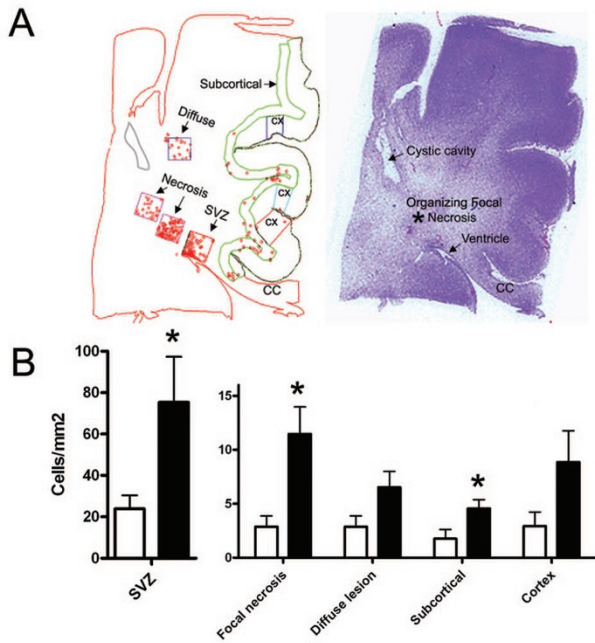 A
Subcortical
Diffuse
CX
Necrosis
SVZ
CX
CX
CC
Cystic cavity
Organizing Focal
* Necrosis
Ventricle
CC
B
Cells/mm2
100
80
60
40
20
0
*
SVZ
15
10
5
0
*
*
Focal necrosis
Diffuse lesion
Subcortical
Cortex